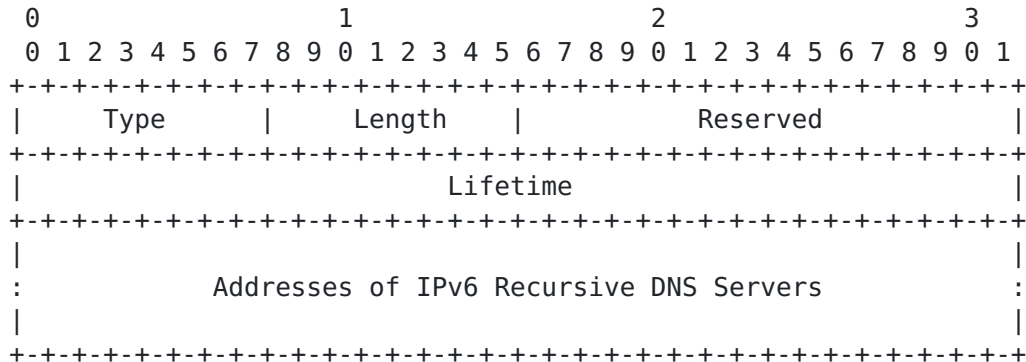 0                   1                   2                   3
 0 1 2 3 4 5 6 7 8 9 0 1 2 3 4 5 6 7 8 9 0 1 2 3 4 5 6 7 8 9 0 1
+-+-+-+-+-+-+-+-+-+-+-+-+-+-+-+-+-+-+-+-+-+-+-+-+-+-+-+-+-+-+-+-+
|     Type      |     Length    |           Reserved            |
+-+-+-+-+-+-+-+-+-+-+-+-+-+-+-+-+-+-+-+-+-+-+-+-+-+-+-+-+-+-+-+-+
|                           Lifetime                            |
+-+-+-+-+-+-+-+-+-+-+-+-+-+-+-+-+-+-+-+-+-+-+-+-+-+-+-+-+-+-+-+-+
|                                                               |
:            Addresses of IPv6 Recursive DNS Servers            :
|                                                               |
+-+-+-+-+-+-+-+-+-+-+-+-+-+-+-+-+-+-+-+-+-+-+-+-+-+-+-+-+-+-+-+-+